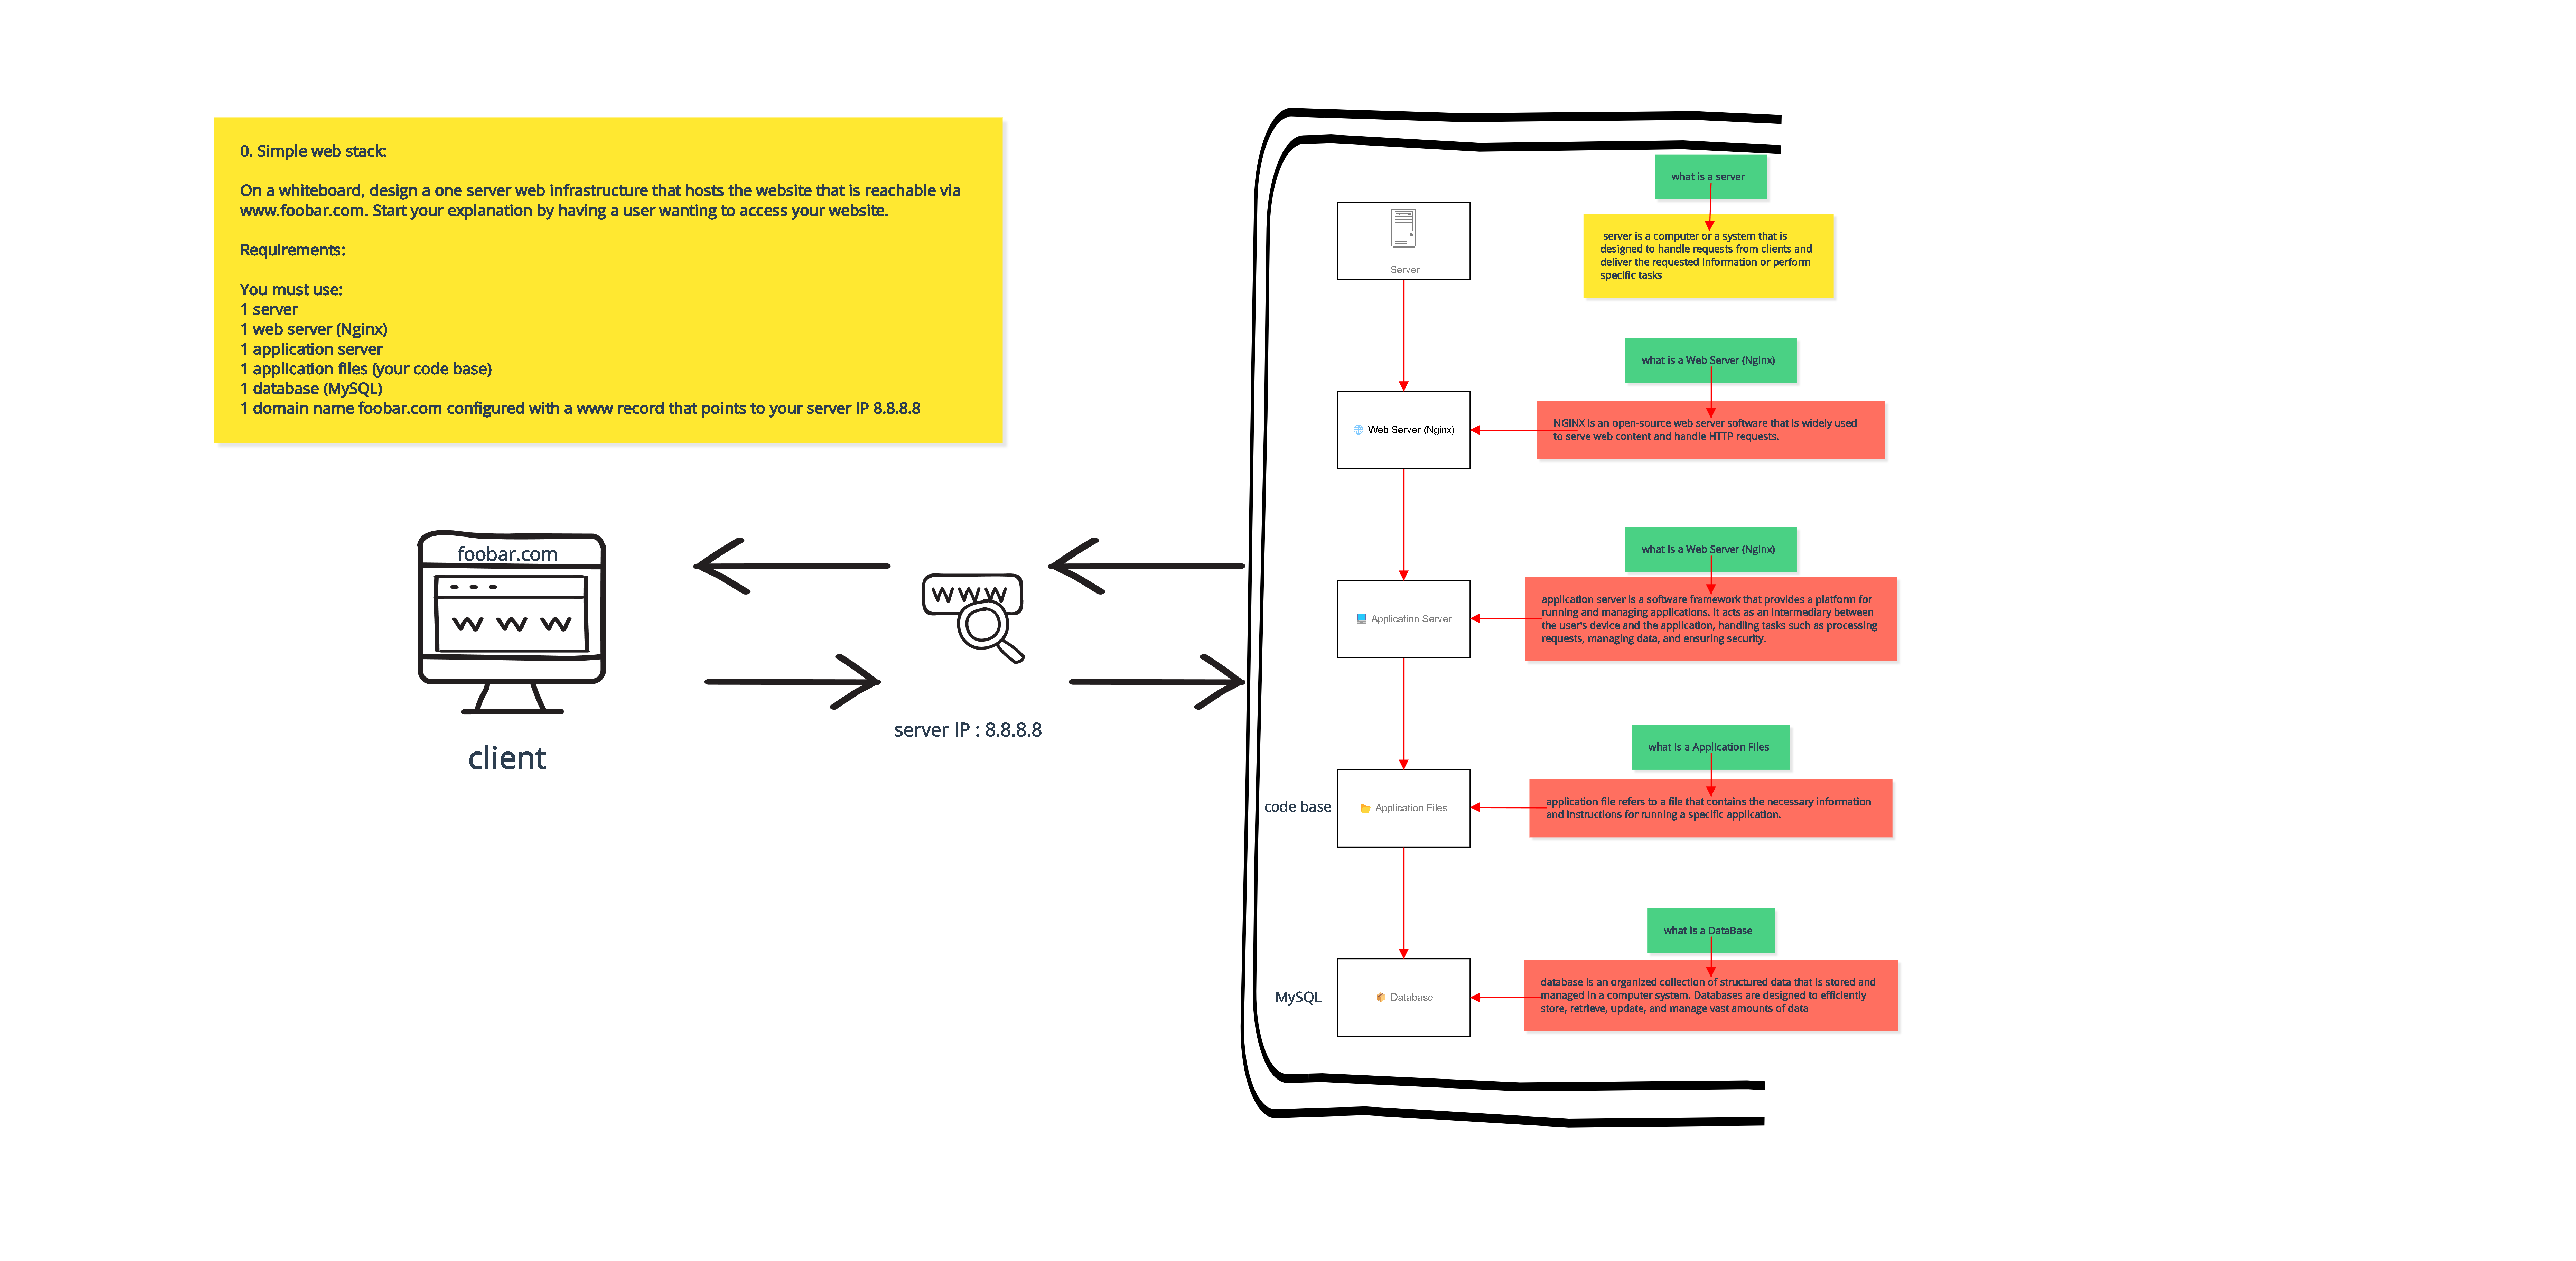 0. Simple web stack:
On a whiteboard, design a one server web infrastructure that hosts the website that is reachable via
www.foobar.com. Start your explanation by having a user wanting to access your website.
Requirements:
You must use:
1 server
1 web server (Nginx)
1 application server
1 application files (your code base)
1 database (MySQL)
1 domain name foobar.com configured with a www record that points to your server IP 8.8.8.8
foobar.com
W W W
client
W W W
server IP : 8.8.8.8
Server
what is a server
server is a computer or a system that is
designed to handle requests from clients and
deliver the requested information or perform
specific tasks
Web Server (Nginx)
what is a Web Server (Nginx)
NGINX is an open-source web server software that is widely used
to serve web content and handle HTTP requests.
Application Server
what is a Web Server (Nginx)
application server is a software framework that provides a platform for
running and managing applications. It acts as an intermediary between
the user's device and the application, handling tasks such as processing
requests, managing data, and ensuring security.
code base
Application Files
what is a Application Files
application file refers to a file that contains the necessary information
and instructions for running a specific application.
MySQL
Database
what is a DataBase
database is an organized collection of structured data that is stored and
managed in a computer system. Databases are designed to efficiently
store, retrieve, update, and manage vast amounts of data